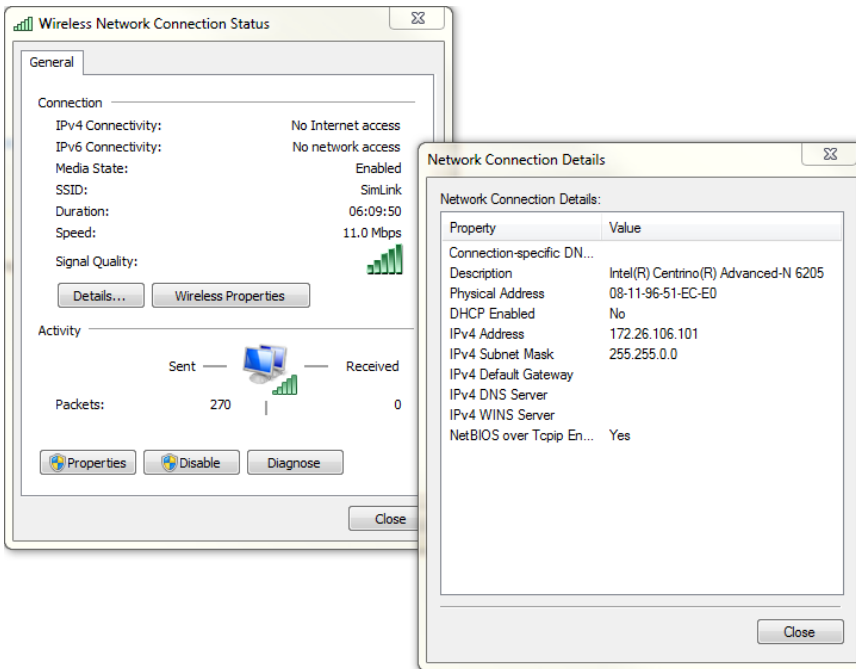 Wireless Network Connection Status
General
Connection
IPv4 Connectivity: No Internet access
IPv6 Connectivity: No network access
Media State: Enabled
SSID: SimLink
Duration: 06:09:50
Speed: 11.0 Mbps
Signal Quality:
Details... Wireless Properties
Activity
Sent Received
Packets: 270 0
Properties Disable Diagnose
Close
Network Connection Details
Network Connection Details:
Property Value
Connection-specific DN...
Description Intel(R) Centrino(R) Advanced-N 6205
Physical Address 08-11-96-51-EC-E0
DHCP Enabled No
IPv4 Address 172.26.106.101
IPv4 Subnet Mask 255.255.0.0
IPv4 Default Gateway
IPv4 DNS Server
IPv4 WINS Server
NetBIOS over Tcpip En... Yes
Close